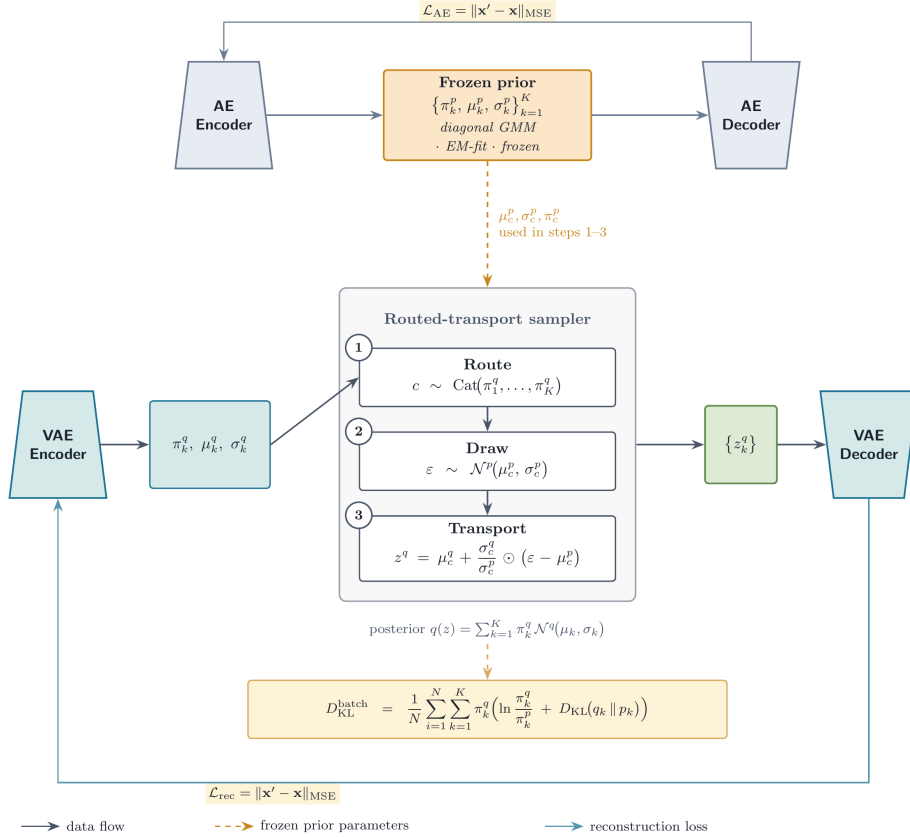 𝓛_AE = ‖𝐱′ − 𝐱‖_MSE
AE
Encoder
Frozen prior
{π_k^p, μ_k^p, σ_k^p}_{k=1}^K
diagonal GMM
· EM-fit · frozen
AE
Decoder
μ_c^p, σ_c^p, π_c^p
used in steps 1–3
Routed-transport sampler
1
Route
c ∼ Cat(π_1^q, . . . , π_K^q)
VAE
Encoder
π_k^q, μ_k^q, σ_k^q
2
Draw
ε ∼ 𝒩^p(μ_c^p, σ_c^p)
{z_k^q}
VAE
Decoder
3
Transport
z^q = μ_c^q + σ_c^q / σ_c^p ⊙ (ε − μ_c^p)
posterior q(z) = ∑_{k=1}^K π_k^q 𝒩^q(μ_k, σ_k)
D_KL^batch = 1/N ∑_{i=1}^N ∑_{k=1}^K π_k^q (ln π_k^q / π_k^p + D_KL(q_k ‖ p_k))
𝓛_rec = ‖𝐱′ − 𝐱‖_MSE
data flow
frozen prior parameters
reconstruction loss